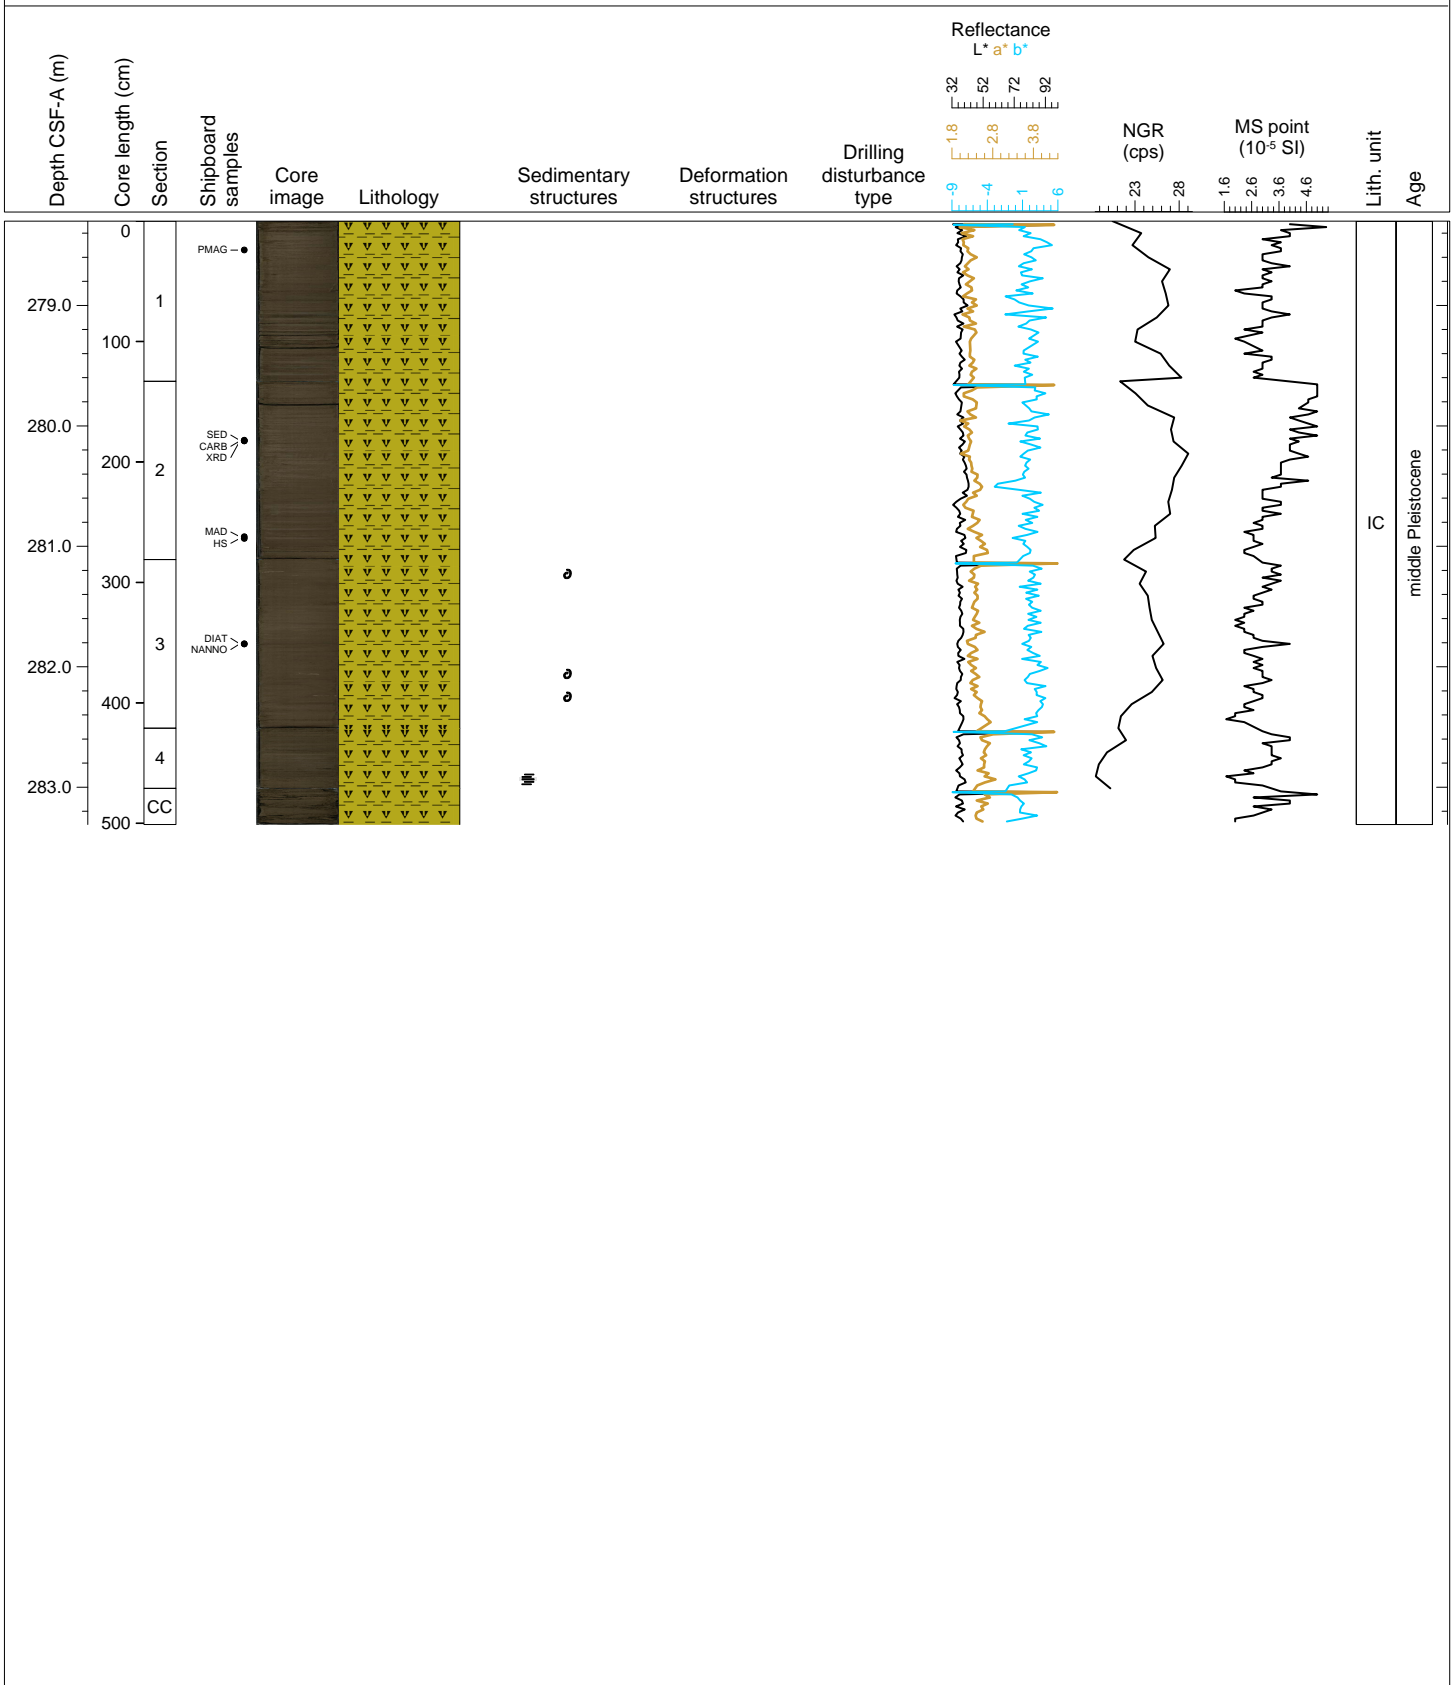 Depth CSF-A (m)
Core length (cm)
Section
Shipboard
samples
Core
image
Lithology
Sedimentary
structures
Deformation
structures
Drilling
disturbance
type
Reflectance
L* a* b*
32 52 72 92
1.8 2.8 3.8
-9 -4 1 6
NGR
(cps)
23 28
MS point
(10-5 SI)
1.6 2.6 3.6 4.6
Lith. unit
Age
0
PMAG
1
279.0
100
280.0
SED
CARB
XRD
200
2
MAD
HS
281.0
300
DIAT
NANNO
3
282.0
400
4
283.0
CC
500
IC
middle Pleistocene